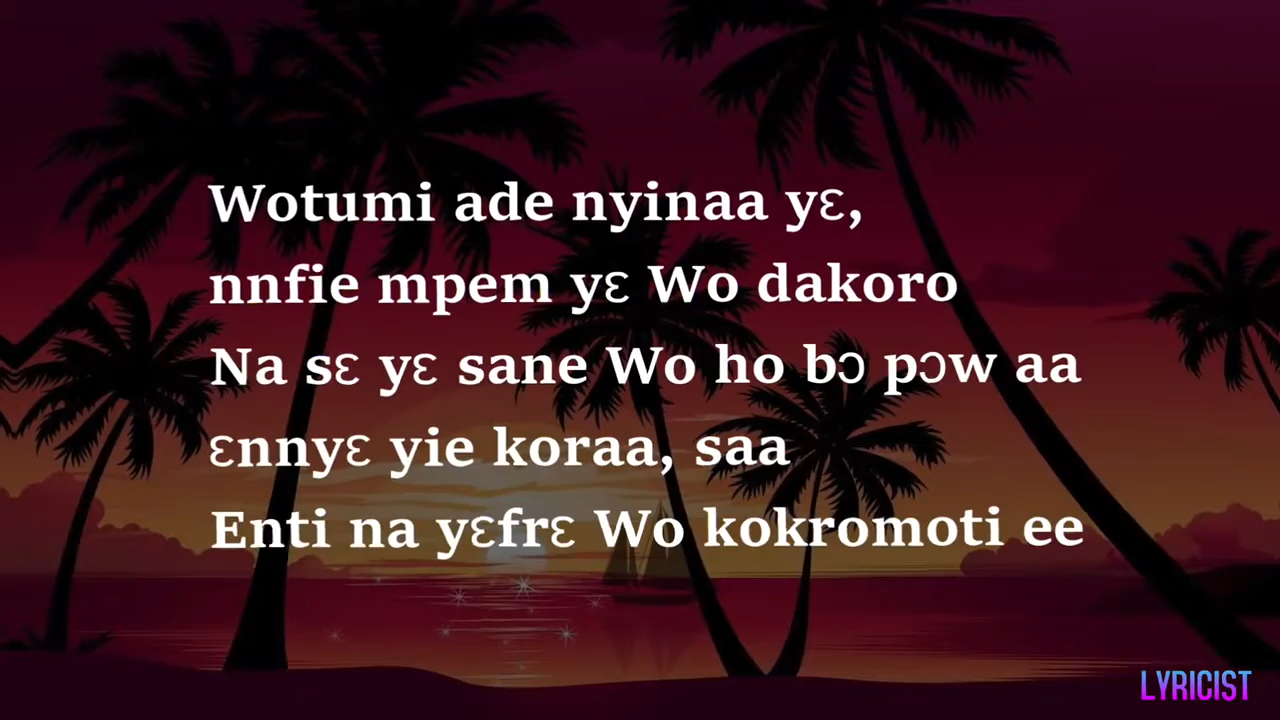 Wotumi ade nyinaa yɛ,
nnfie mpem yɛ Wo dakoro
Na sɛ yɛ sane Wo ho bɔ pɔw aa
ɛnnyɛ yie koraa, saa
Enti na yɛfrɛ Wo kokromoti ee
LYRICIST